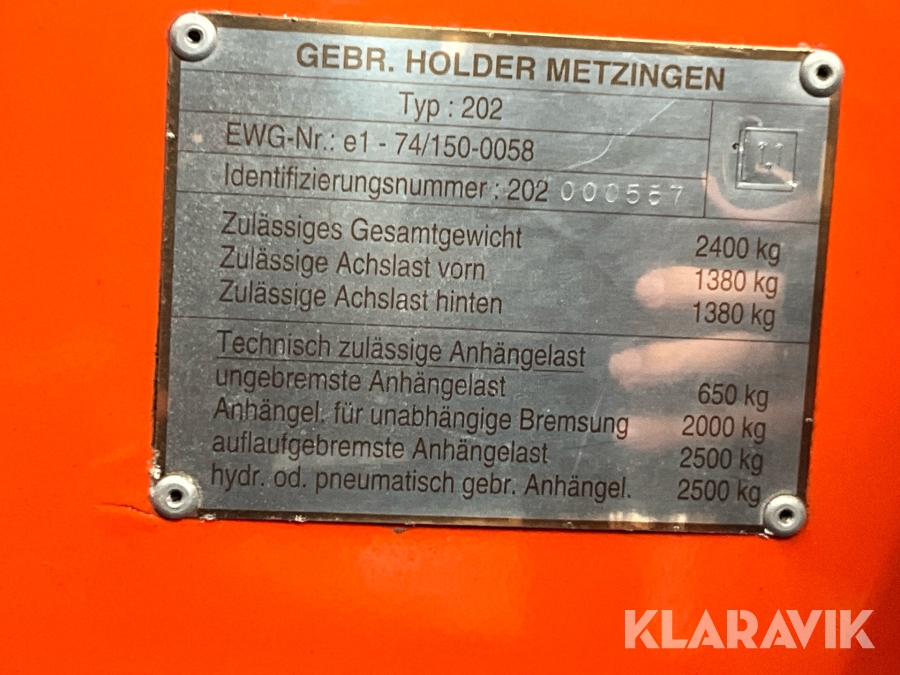 GEBR. HOLDER METZINGEN
Typ : 202
EWG-Nr.: e1 - 74/150-0058
Identifizierungsnummer : 202 000567
Zulässiges Gesamtgewicht 2400 kg
Zulässige Achslast vorn 1380 kg
Zulässige Achslast hinten 1380 kg
Technisch zulässige Anhängelast
ungebremste Anhängelast 650 kg
Anhängel. für unabhängige Bremsung 2000 kg
auflaufgebremste Anhängelast 2500 kg
hydr. od. pneumatisch gebr. Anhängel. 2500 kg
KLARAVIK